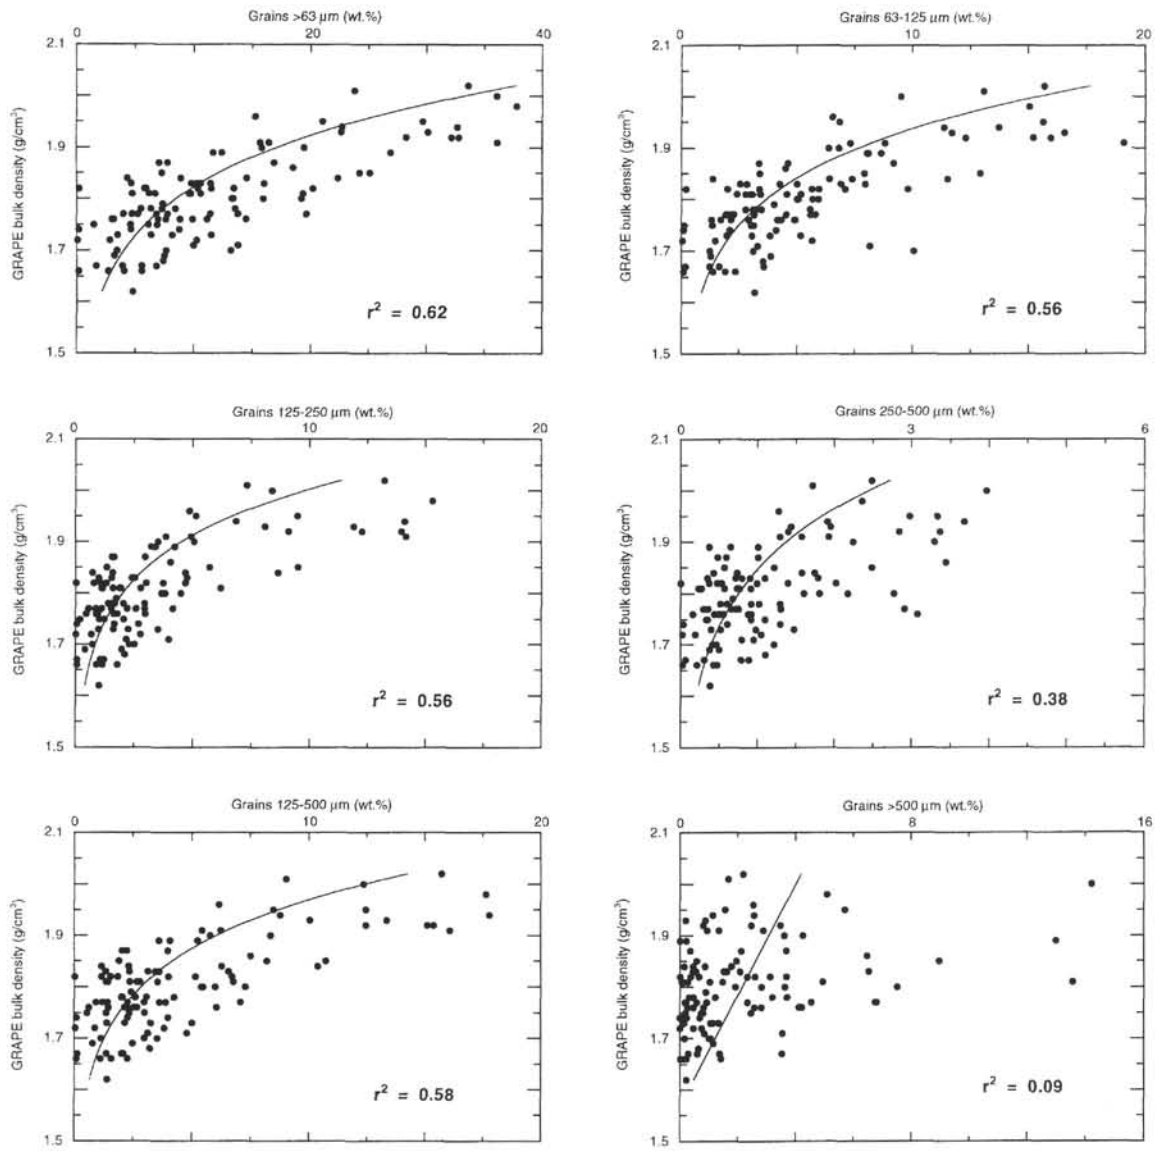 Grains >63 µm (wt.%)
0 20 40
2.1
1.9
1.7
1.5
GRAPE bulk density (g/cm³)
r² = 0.62
Grains 63-125 µm (wt.%)
0 10 20
2.1
1.9
1.7
1.5
GRAPE bulk density (g/cm³)
r² = 0.56
Grains 125-250 µm (wt.%)
0 10 20
2.1
1.9
1.7
1.5
GRAPE bulk density (g/cm³)
r² = 0.56
Grains 250-500 µm (wt.%)
0 3 6
2.1
1.9
1.7
1.5
GRAPE bulk density (g/cm³)
r² = 0.38
Grains 125-500 µm (wt.%)
0 10 20
2.1
1.9
1.7
1.5
GRAPE bulk density (g/cm³)
r² = 0.58
Grains >500 µm (wt.%)
0 8 16
2.1
1.9
1.7
1.5
GRAPE bulk density (g/cm³)
r² = 0.09